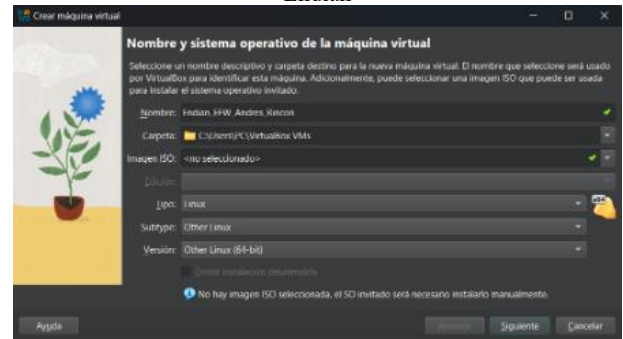 Crear máquina virtual
Nombre y sistema operativo de la máquina virtual
Seleccione un nombre descriptivo y carpeta destino para la nueva máquina virtual. El nombre que seleccione será usado
por VirtualBox para identificar esta máquina. Adicionalmente, puede seleccionar una imagen ISO que puede ser usada
para instalar el sistema operativo invitado.
Nombre: Endian_FFW_Andres_Rincon
Carpeta: C:\Users\PC\VirtualBox VMs
Imagen ISO: <no seleccionado>
Edición:
Tipo: Linux
Subtype: Other Linux
Versión: Other Linux (64-bit)
Omitir instalación desatendida
No hay imagen ISO seleccionada, el SO invitado será necesario instalarlo manualmente.
Ayuda Anterior Siguiente Cancelar